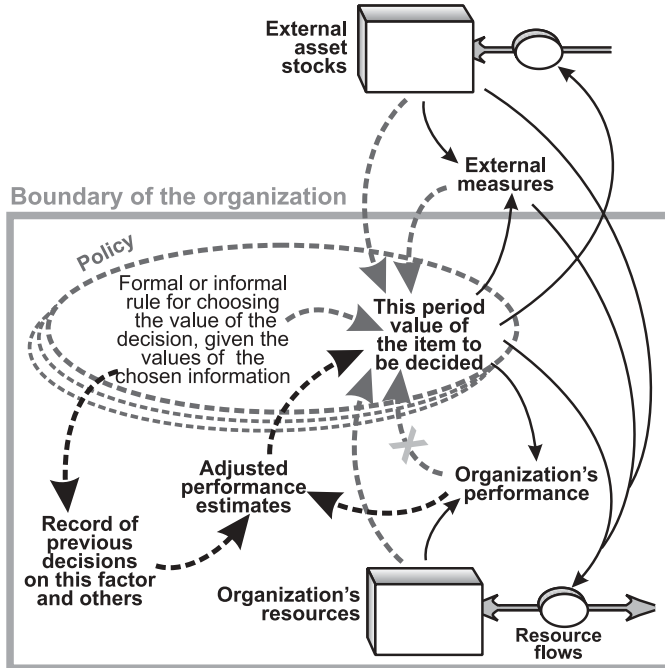 External
asset
stocks
External
measures
Boundary of the organization
Policy
Formal or informal
rule for choosing
the value of the
decision, given the
values of the
chosen information
This period
value of
the item to
be decided
Adjusted
performance
estimates
Organization's
performance
Record of
previous
decisions
on this factor
and others
Organization's
resources
Resource
flows